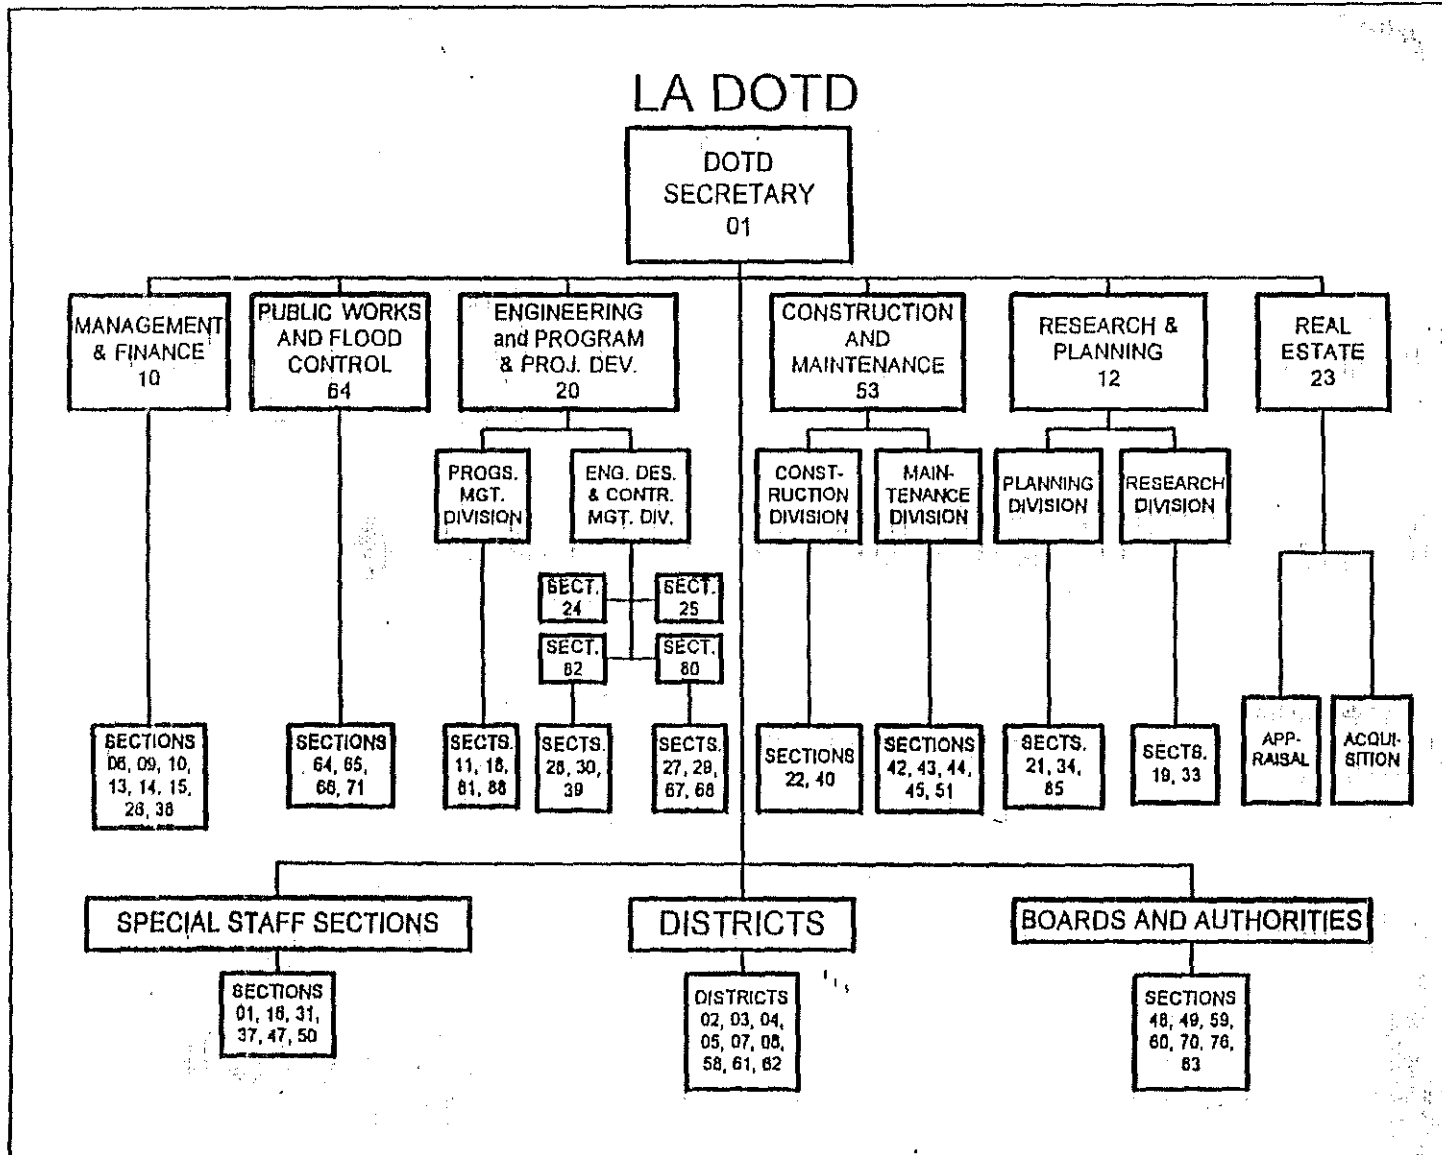 LA DOTD
DOTD
SECRETARY
01
MANAGEMENT
& FINANCE
10
PUBLIC WORKS
AND FLOOD
CONTROL
64
ENGINEERING
and PROGRAM
& PROJ. DEV.
20
CONSTRUCTION
AND
MAINTENANCE
53
RESEARCH &
PLANNING
12
REAL
ESTATE
23
PROGS.
MGT.
DIVISION
ENG. DES.
& CONTR.
MGT. DIV.
CONST-
RUCTION
DIVISION
MAIN-
TENANCE
DIVISION
PLANNING
DIVISION
RESEARCH
DIVISION
SECT.
24
SECT.
25
SECT.
82
SECT.
80
SECTIONS
08, 09, 10,
13, 14, 15,
26, 38
SECTIONS
64, 65,
66, 71
SECTS.
11, 18,
81, 88
SECTS.
28, 30,
39
SECTS.
27, 29,
67, 68
SECTIONS
22, 40
SECTIONS
42, 43, 44,
45, 51
SECTS.
21, 34,
85
SECTS.
19, 33
APP-
RAISAL
ACQUI-
SITION
SPECIAL STAFF SECTIONS
DISTRICTS
BOARDS AND AUTHORITIES
SECTIONS
01, 16, 31,
37, 47, 50
DISTRICTS
02, 03, 04,
05, 07, 08,
58, 61, 62
SECTIONS
48, 49, 59,
60, 70, 76,
83